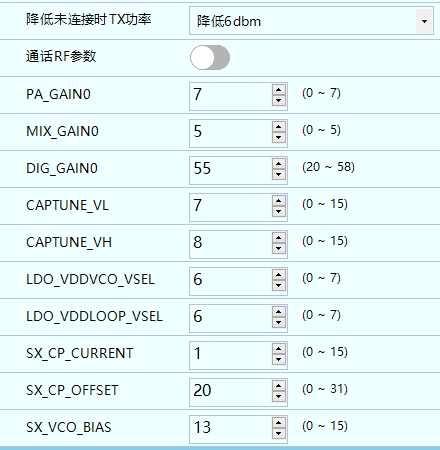 降低未连接时TX功率 降低6dbm
通话RF参数
PA_GAIN0 7 (0 ~ 7)
MIX_GAIN0 5 (0 ~ 5)
DIG_GAIN0 55 (20 ~ 58)
CAPTUNE_VL 7 (0 ~ 15)
CAPTUNE_VH 8 (0 ~ 15)
LDO_VDDVCO_VSEL 6 (0 ~ 7)
LDO_VDDLOOP_VSEL 6 (0 ~ 7)
SX_CP_CURRENT 1 (0 ~ 15)
SX_CP_OFFSET 20 (0 ~ 31)
SX_VCO_BIAS 13 (0 ~ 15)